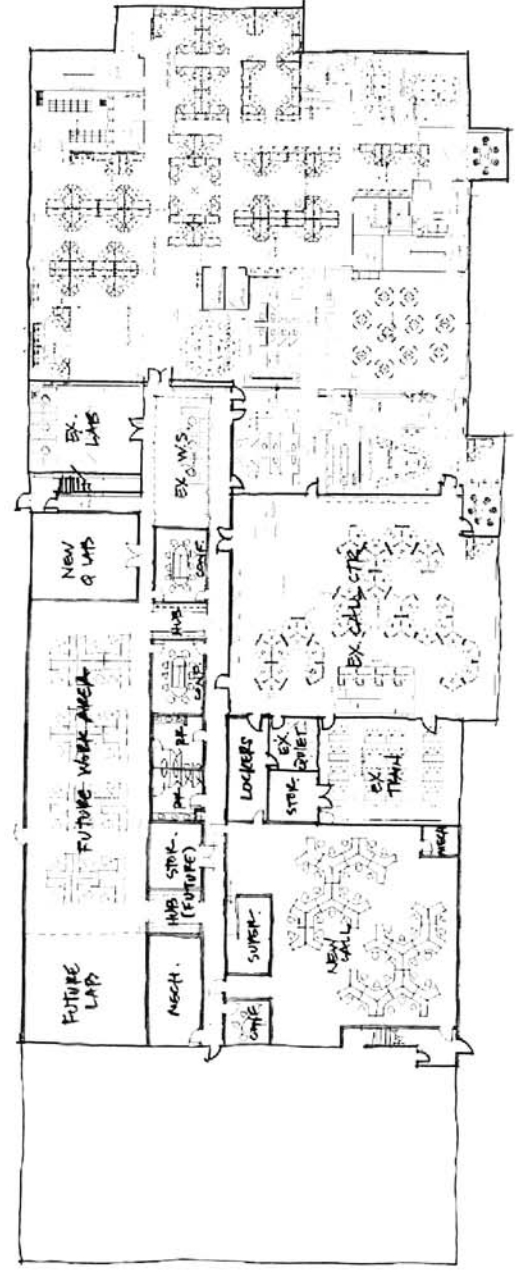 EX.
LAB
EX Q W.S.
NEW
Q LAB
CONF.
HUB
CONF.
FUTURE WORK AREA
EX. CALL CTR
LOCKERS
EX.
QUIET
STOR.
EX.
TRAIN.
STOR.
(FUTURE)
HUB
MECH
SUPER.
NEW
CALL
FUTURE
LAB
MECH.
CONF.